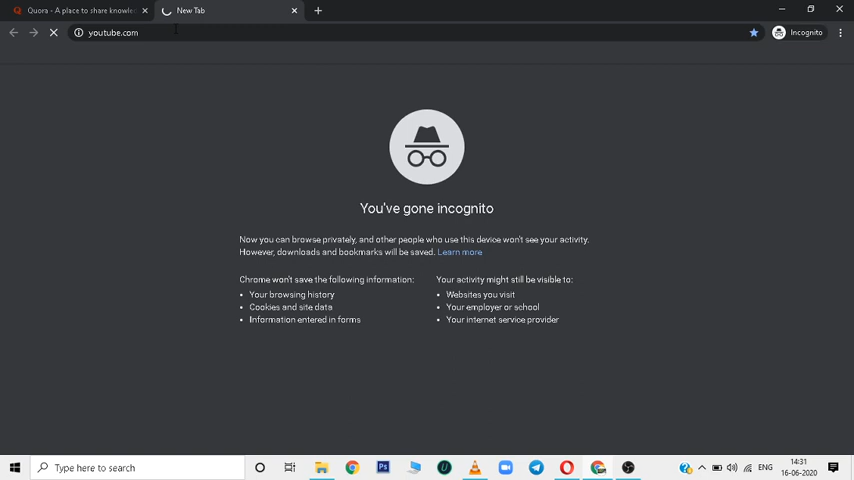 Quora - A place to share knowle
New Tab
youtube.com
Incognito
You've gone incognito
Now you can browse privately, and other people who use this device won't see your activity.
However, downloads and bookmarks will be saved. Learn more
Chrome won't save the following information:
• Your browsing history
• Cookies and site data
• Information entered in forms
Your activity might still be visible to:
• Websites you visit
• Your employer or school
• Your internet service provider
Type here to search
Ps
U
ENG
14:31
16-06-2020